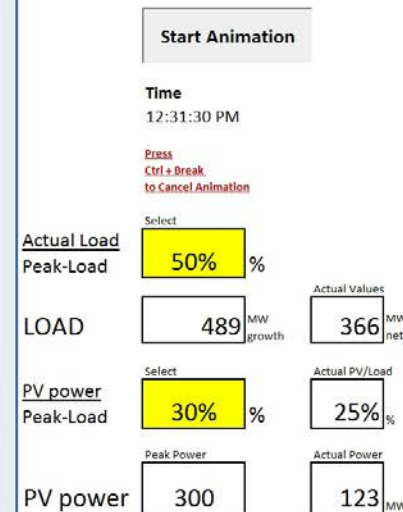 Start Animation
Time
12:31:30 PM
Press
Ctrl + Break
to Cancel Animation
Select
Actual Load
Peak-Load
50% %
Actual Values
LOAD
489 MW growth
366 MW net
Select
Actual PV/Load
PV power
Peak-Load
30% %
25% %
Peak Power
Actual Power
PV power
300
123 MW